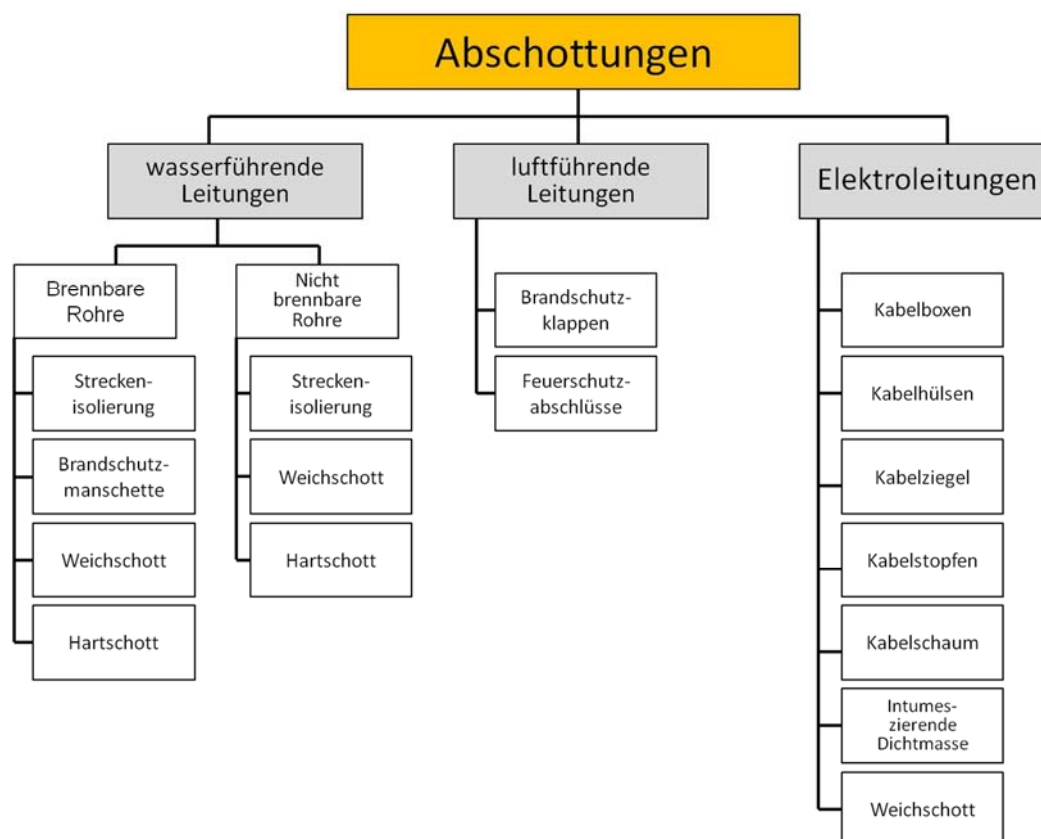 Abschottungen
wasserführende
Leitungen
luftführende
Leitungen
Elektroleitungen
Brennbare
Rohre
Strecken-
isolierung
Brandschutz-
manschette
Weichschott
Hartschott
Nicht
brennbare
Rohre
Strecken-
isolierung
Weichschott
Hartschott
Brandschutz-
klappen
Feuerschutz-
abschlüsse
Kabelboxen
Kabelhülsen
Kabelziegel
Kabelstopfen
Kabelschaum
Intumes-
zierende
Dichtmasse
Weichschott